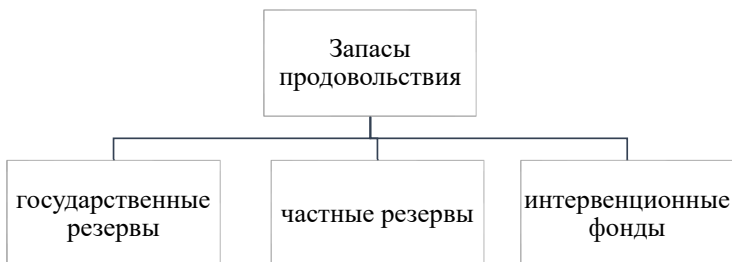 Запасы
продовольствия
государственные
резервы
частные резервы
интервенционные
фонды